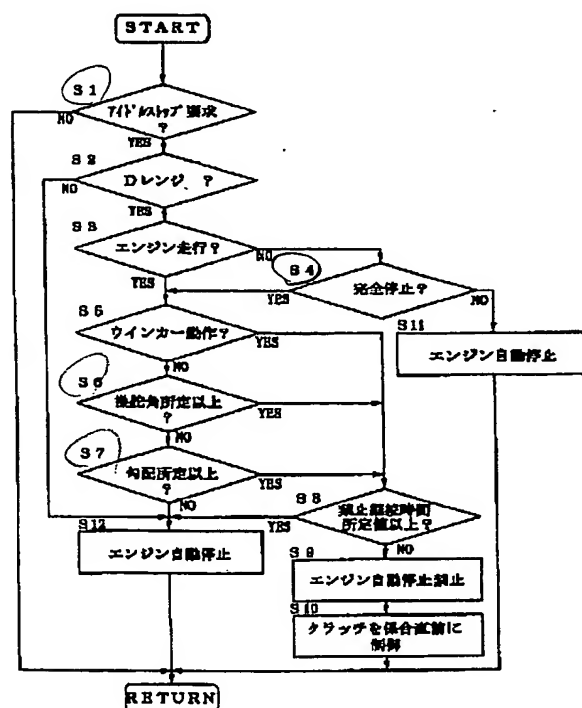 START
S1
ｱｲﾄﾞﾙｽﾄｯﾌﾟ要求
?
NO
YES
S2
Dレンジ ?
NO
YES
S3
エンジン走行?
NO
YES
S4
完全停止?
YES
NO
S5
ウインカー動作?
YES
NO
S11
エンジン自動停止
S6
操舵角所定以上
?
YES
NO
S7
勾配所定以上
?
YES
NO
S8
禁止継続時間
所定値以上?
YES
NO
S12
エンジン自動停止
S9
エンジン自動停止禁止
S10
クラッチを係合直前に
制御
RETURN